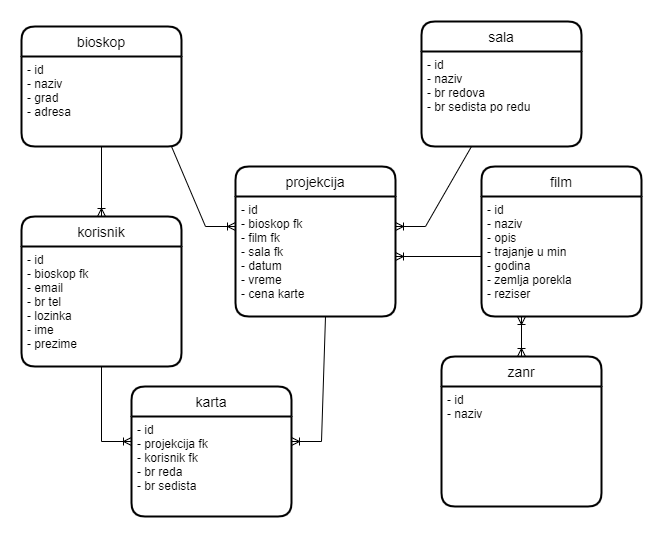 bioskop
- id
- naziv
- grad
- adresa
sala
- id
- naziv
- br redova
- br sedista po redu
projekcija
- id
- bioskop fk
- film fk
- sala fk
- datum
- vreme
- cena karte
film
- id
- naziv
- opis
- trajanje u min
- godina
- zemlja porekla
- reziser
korisnik
- id
- bioskop fk
- email
- br tel
- lozinka
- ime
- prezime
karta
- id
- projekcija fk
- korisnik fk
- br reda
- br sedista
zanr
- id
- naziv